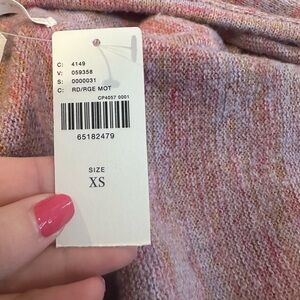 C: 4149
V: 059358
S: 0000031
C: RD/RGE MOT
CP4057 0001
65182479
SIZE
XS